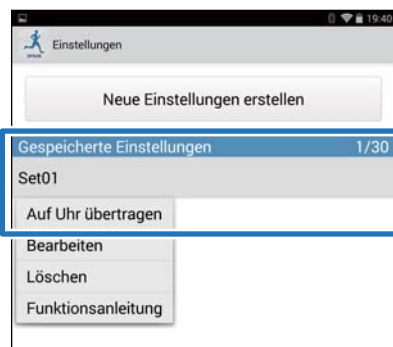 19:40
Einstellungen
Neue Einstellungen erstellen
Gespeicherte Einstellungen 1/30
Set01
Auf Uhr übertragen
Bearbeiten
Löschen
Funktionsanleitung